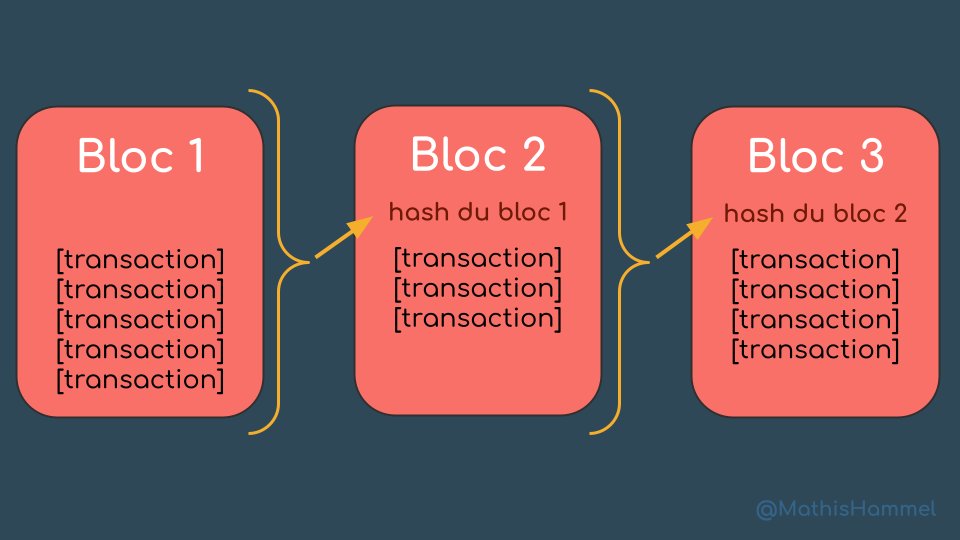 Bloc 1
[transaction]
[transaction]
[transaction]
[transaction]
[transaction]
Bloc 2
hash du bloc 1
[transaction]
[transaction]
[transaction]
Bloc 3
hash du bloc 2
[transaction]
[transaction]
[transaction]
[transaction]
@MathisHammel